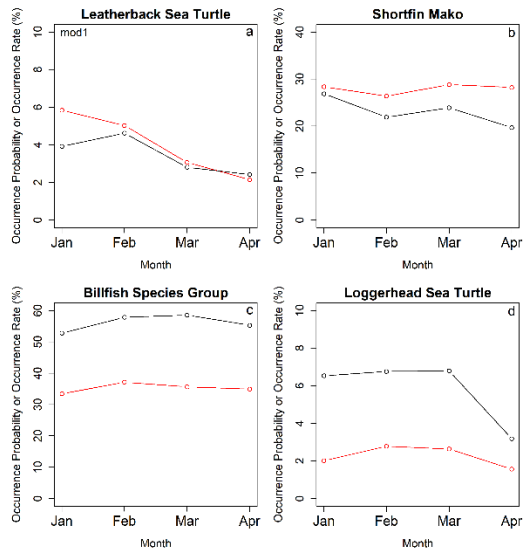 Leatherback Sea Turtle
mod1
a
Occurrence Probability or Occurrence Rate (%)
10
8
6
4
2
0
Jan Feb Mar Apr
Month
Shortfin Mako
b
Occurrence Probability or Occurrence Rate (%)
40
30
20
10
0
Jan Feb Mar Apr
Month
Billfish Species Group
c
Occurrence Probability or Occurrence Rate (%)
60
50
40
30
20
10
0
Jan Feb Mar Apr
Month
Loggerhead Sea Turtle
d
Occurrence Probability or Occurrence Rate (%)
10
8
6
4
2
0
Jan Feb Mar Apr
Month